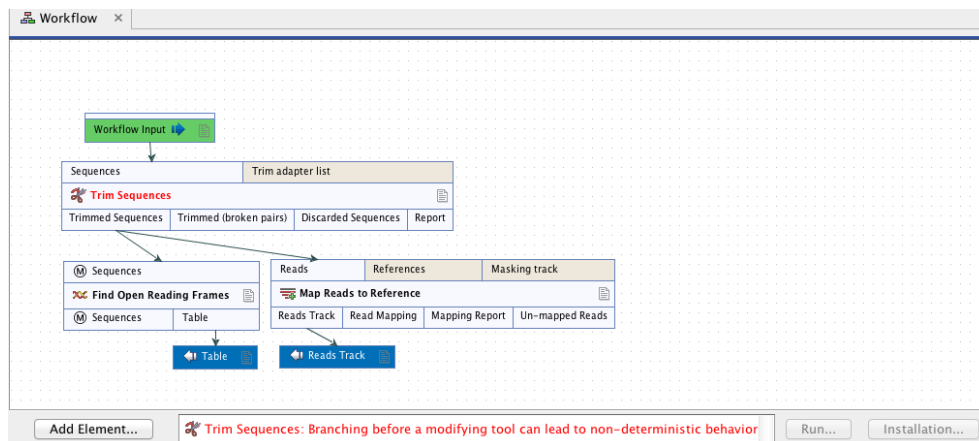 Workflow ×
Workflow Input
Sequences Trim adapter list
Trim Sequences
Trimmed Sequences Trimmed (broken pairs) Discarded Sequences Report
M Sequences
Reads References Masking track
Find Open Reading Frames
Map Reads to Reference
M Sequences Table
Reads Track Read Mapping Mapping Report Un-mapped Reads
Table
Reads Track
Add Element... Trim Sequences: Branching before a modifying tool can lead to non-deterministic behavior Run... Installation...